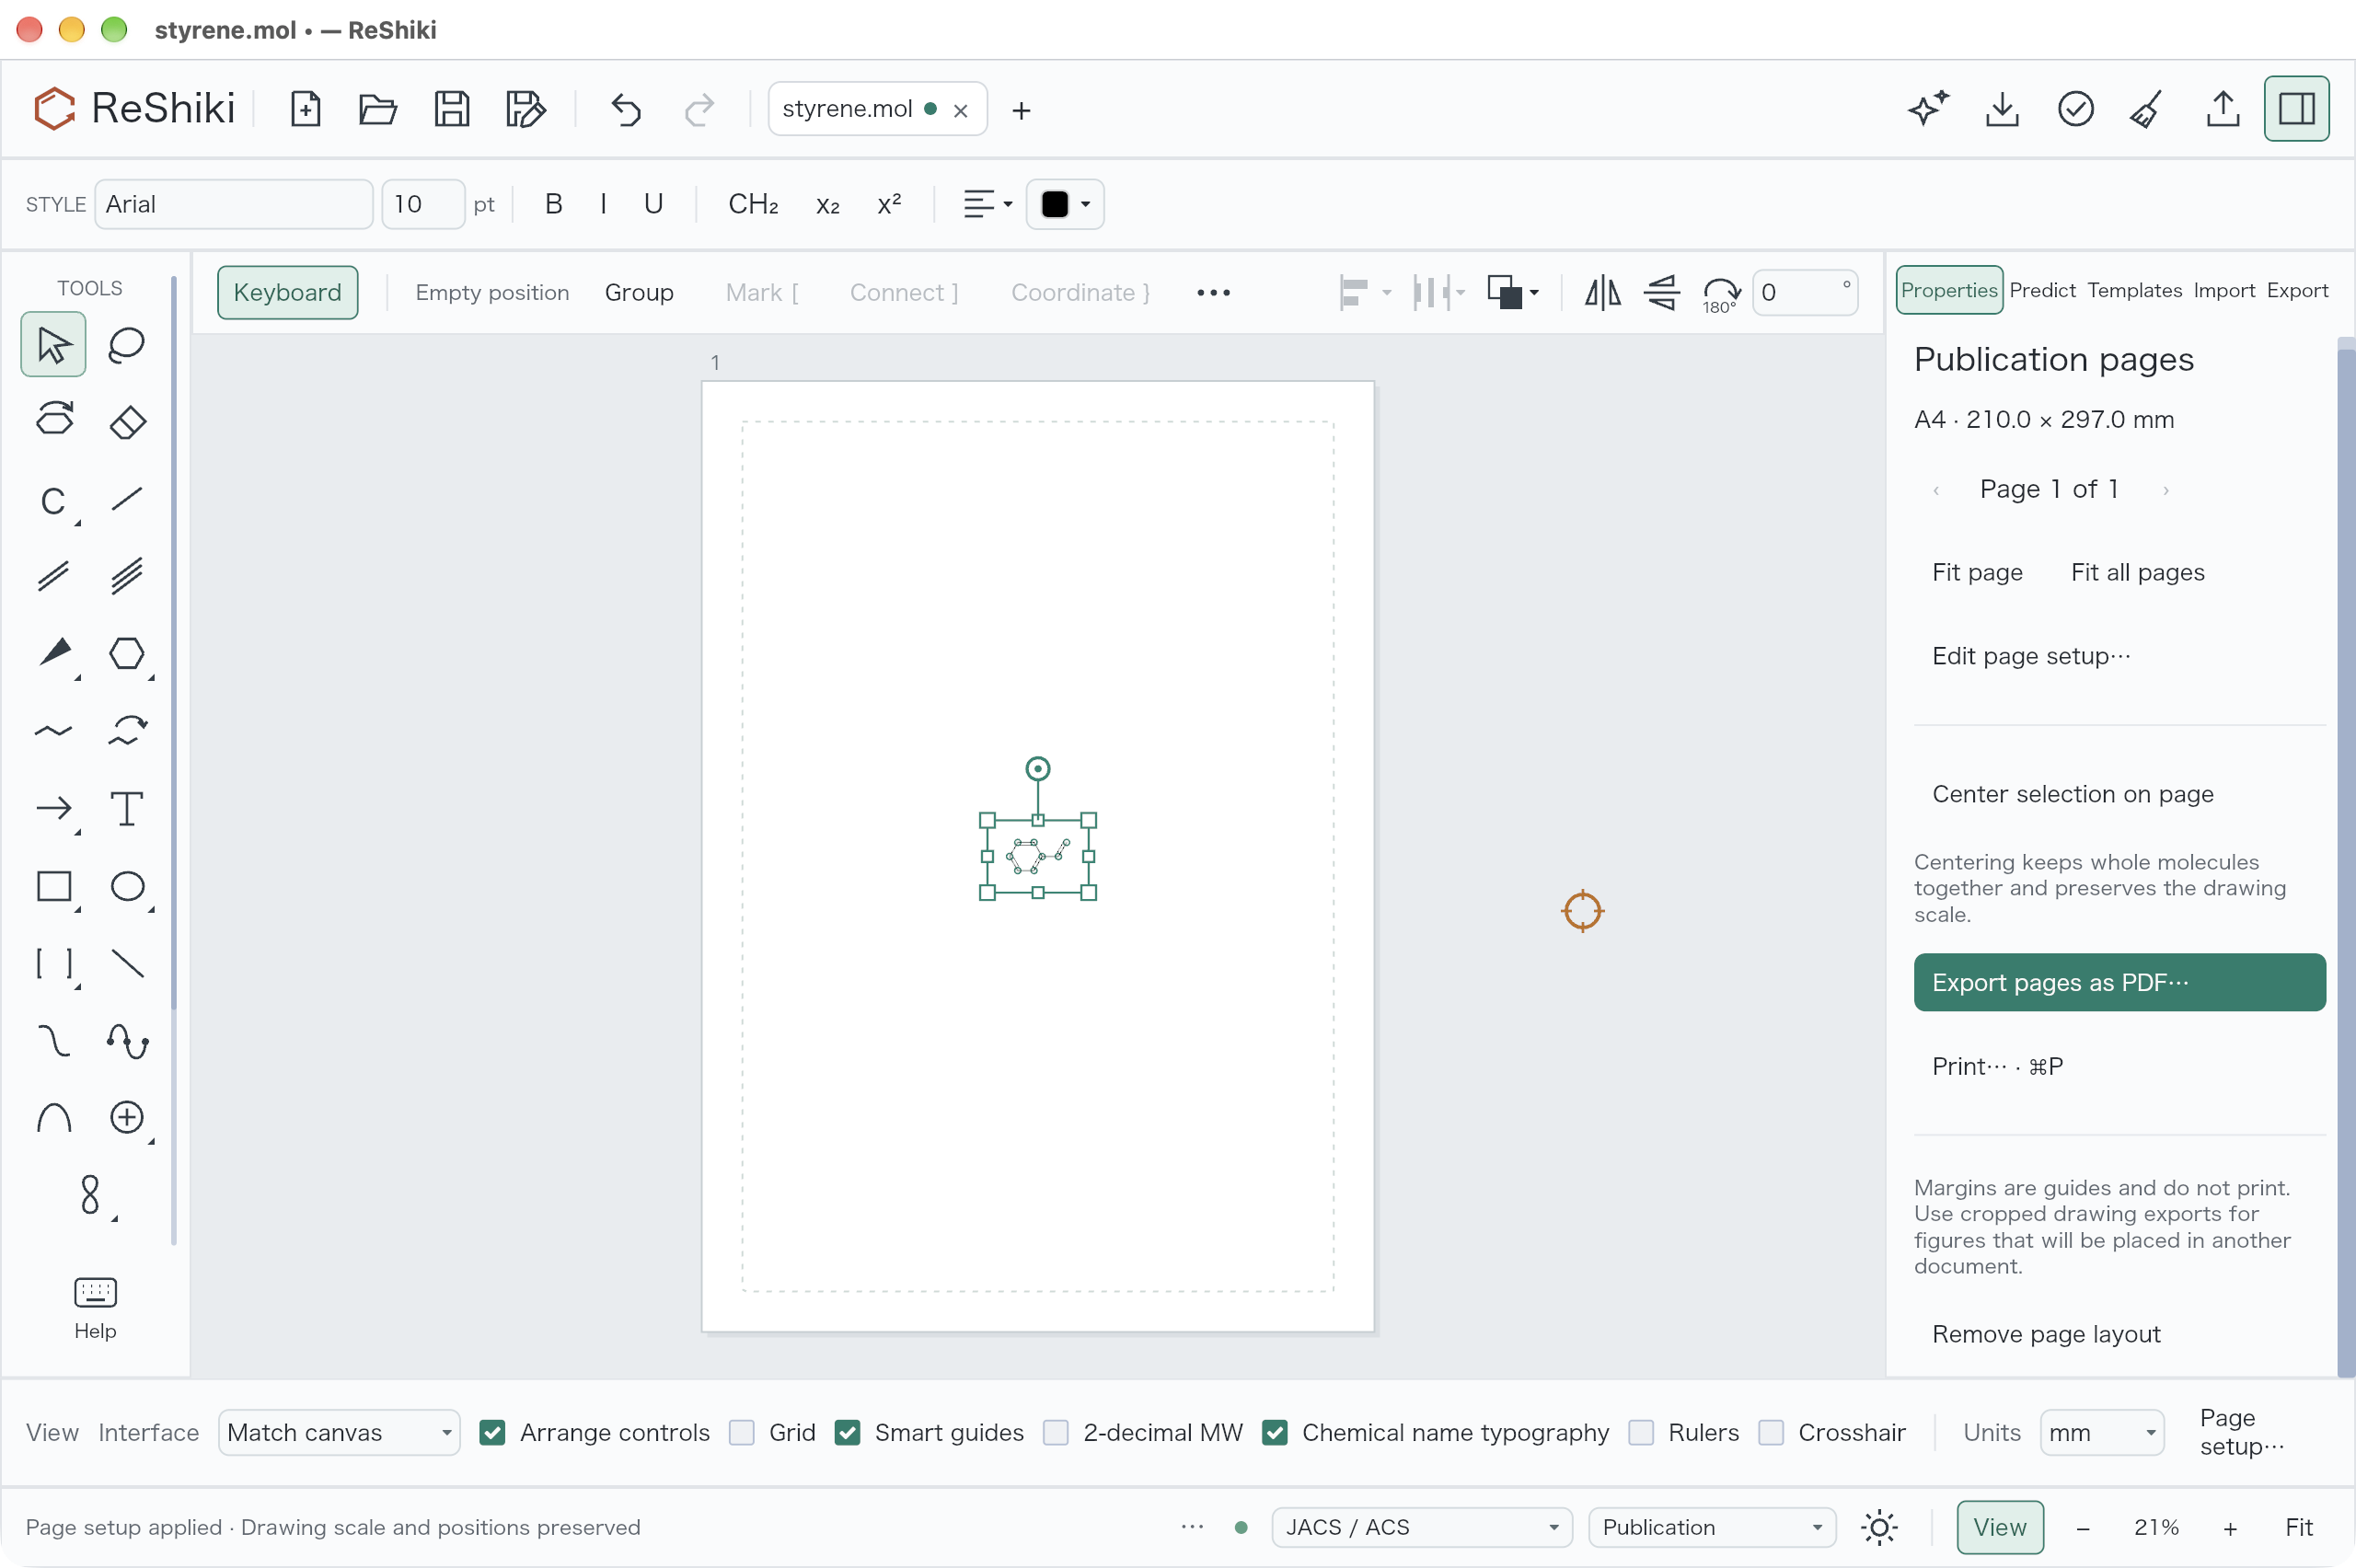 styrene.mol • — ReShiki
ReShiki
styrene.mol ● × +
STYLE Arial 10 pt B I U CH₂ x₂ x²
TOOLS
Keyboard Empty position Group Mark [ Connect ] Coordinate } ••• 180° 0 °
Properties Predict Templates Import Export
C
T
[ ]
Help
1
Publication pages
A4 · 210.0 × 297.0 mm
‹ Page 1 of 1 ›
Fit page Fit all pages
Edit page setup···
Center selection on page
Centering keeps whole molecules
together and preserves the drawing
scale.
Export pages as PDF···
Print··· · ⌘P
Margins are guides and do not print.
Use cropped drawing exports for
figures that will be placed in another
document.
Remove page layout
View Interface Match canvas Arrange controls Grid Smart guides 2-decimal MW Chemical name typography Rulers Crosshair Units mm Page
setup···
Page setup applied · Drawing scale and positions preserved ··· JACS / ACS Publication View − 21% + Fit